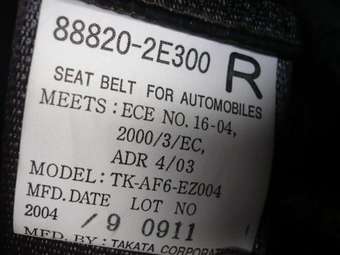 88820-2E300 R
SEAT BELT FOR AUTOMOBILES
MEETS : ECE NO. 16-04,
2000/3/EC,
ADR 4/03
MODEL: TK-AF6-EZ004
MFD. DATE LOT NO
2004 / 9 0911
MFD. BY: TAKATA CORPORATION